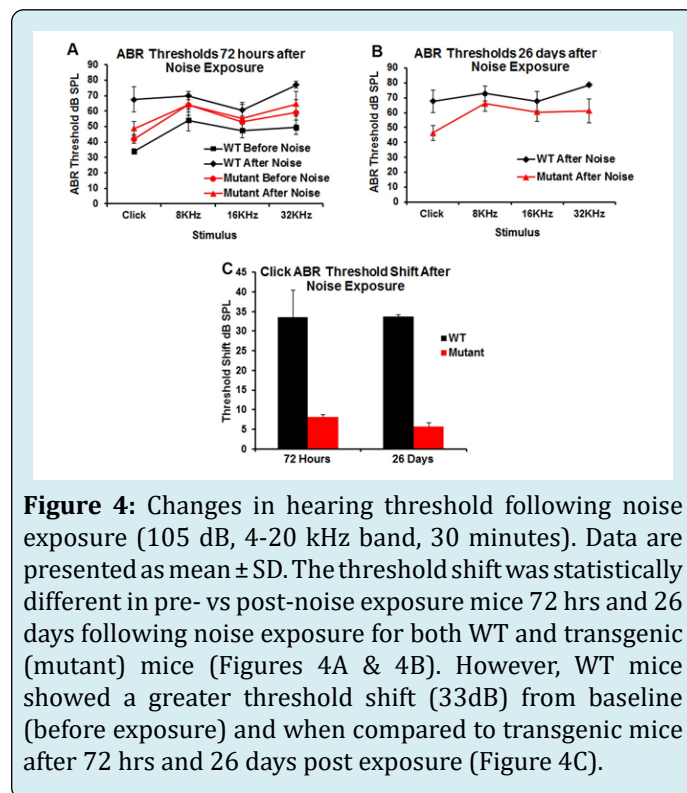 A
ABR Thresholds 72 hours after
Noise Exposure
ABR Threshold dB SPL
90
80
70
60
50
40
30
20
10
0
WT Before Noise
WT After Noise
Mutant Before Noise
Mutant After Noise
Click
8KHz
16KHz
32KHz
Stimulus
B
ABR Thresholds 26 days after
Noise Exposure
ABR Threshold dB SPL
90
80
70
60
50
40
30
20
10
0
WT After Noise
Mutant After Noise
Click
8KHz
16KHz
32KHz
Stimulus
C
Click ABR Threshold Shift After
Noise Exposure
Threshold Shift dB SPL
45
40
35
30
25
20
15
10
5
0
WT
Mutant
72 Hours
26 Days
Figure 4: Changes in hearing threshold following noise
exposure (105 dB, 4-20 kHz band, 30 minutes). Data are
presented as mean ± SD. The threshold shift was statistically
different in pre- vs post-noise exposure mice 72 hrs and 26
days following noise exposure for both WT and transgenic
(mutant) mice (Figures 4A & 4B). However, WT mice
showed a greater threshold shift (33dB) from baseline
(before exposure) and when compared to transgenic mice
after 72 hrs and 26 days post exposure (Figure 4C).